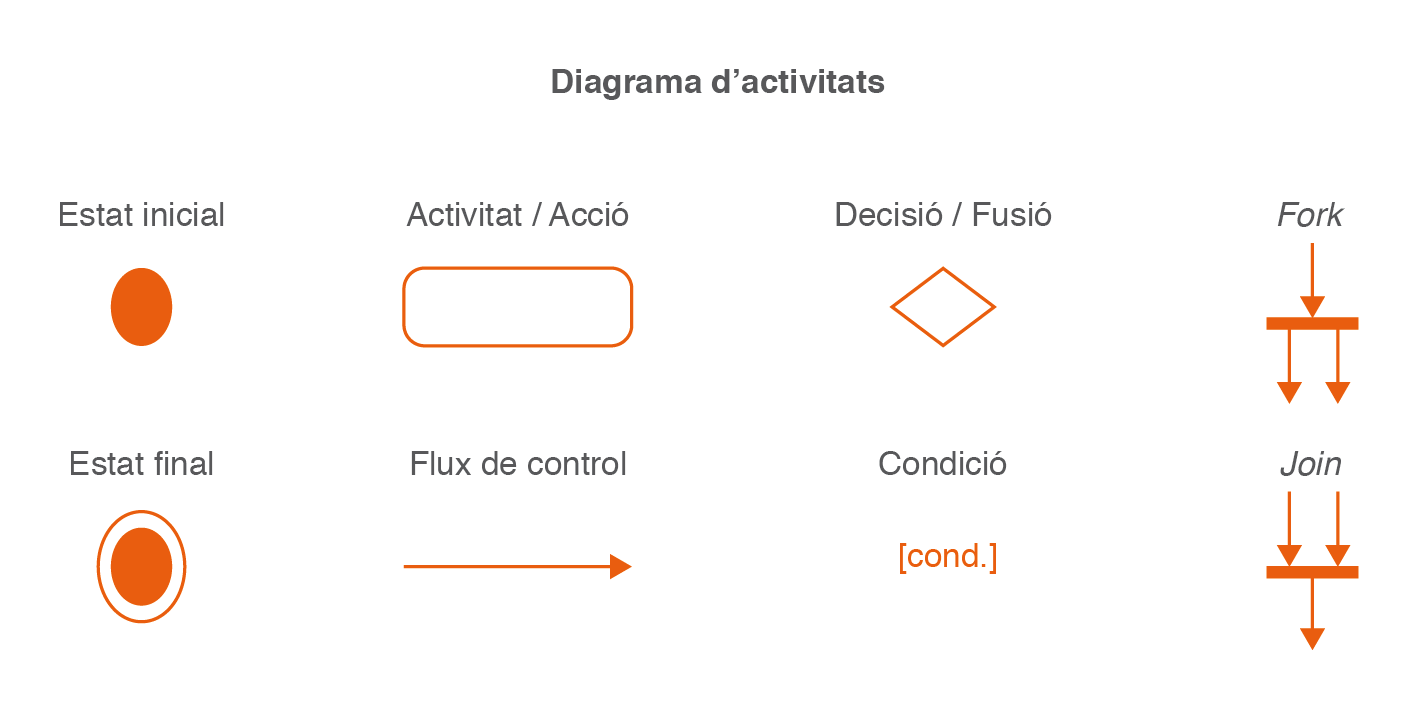 Diagrama d’activitats
Estat inicial
Activitat / Acció
Decisió / Fusió
Fork
Estat final
Flux de control
Condició
Join
[cond.]